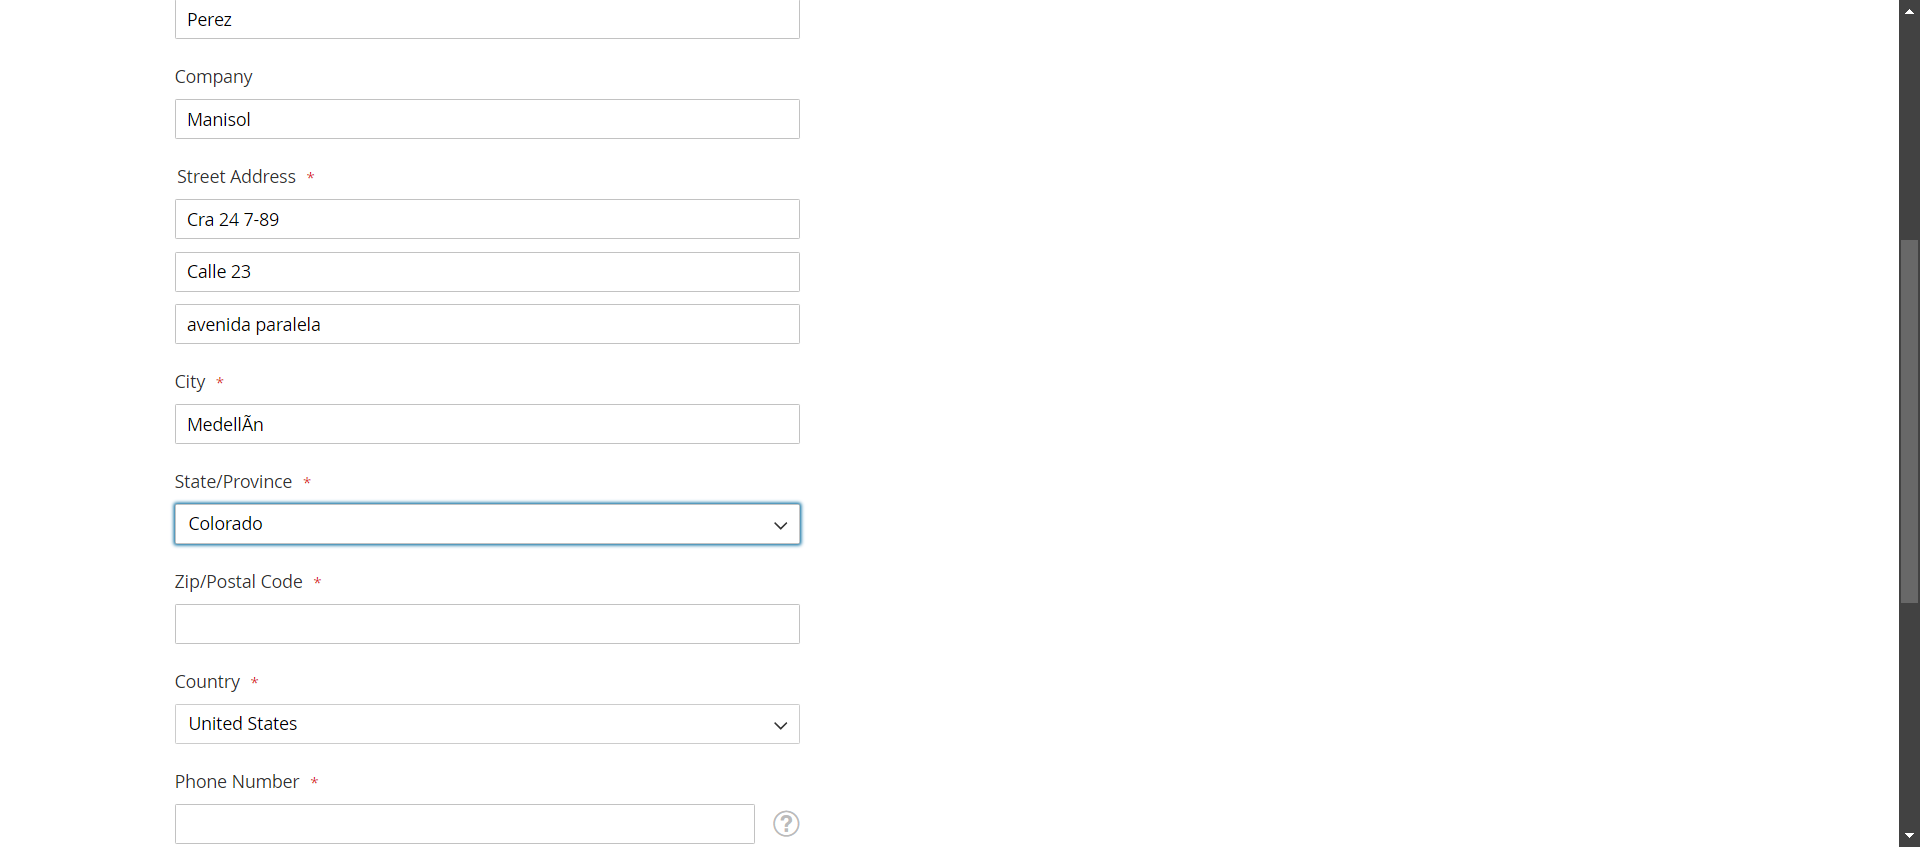 Perez
Company
Manisol
Street Address *
Cra 24 7-89
Calle 23
avenida paralela
City *
MedellÃn
State/Province *
Colorado
Zip/Postal Code *
Country *
United States
Phone Number *
?